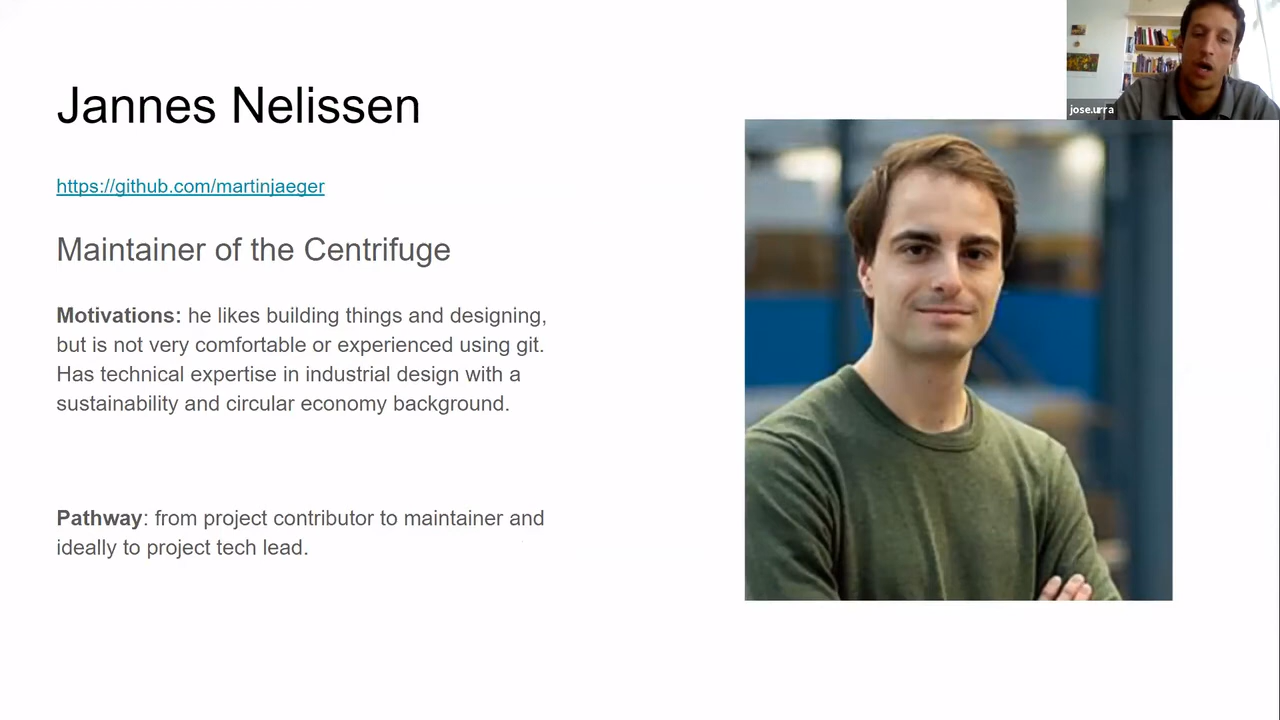 jose.urra
Jannes Nelissen
https://github.com/martinjaeger
Maintainer of the Centrifuge
Motivations: he likes building things and designing,
but is not very comfortable or experienced using git.
Has technical expertise in industrial design with a
sustainability and circular economy background.
Pathway: from project contributor to maintainer and
ideally to project tech lead.